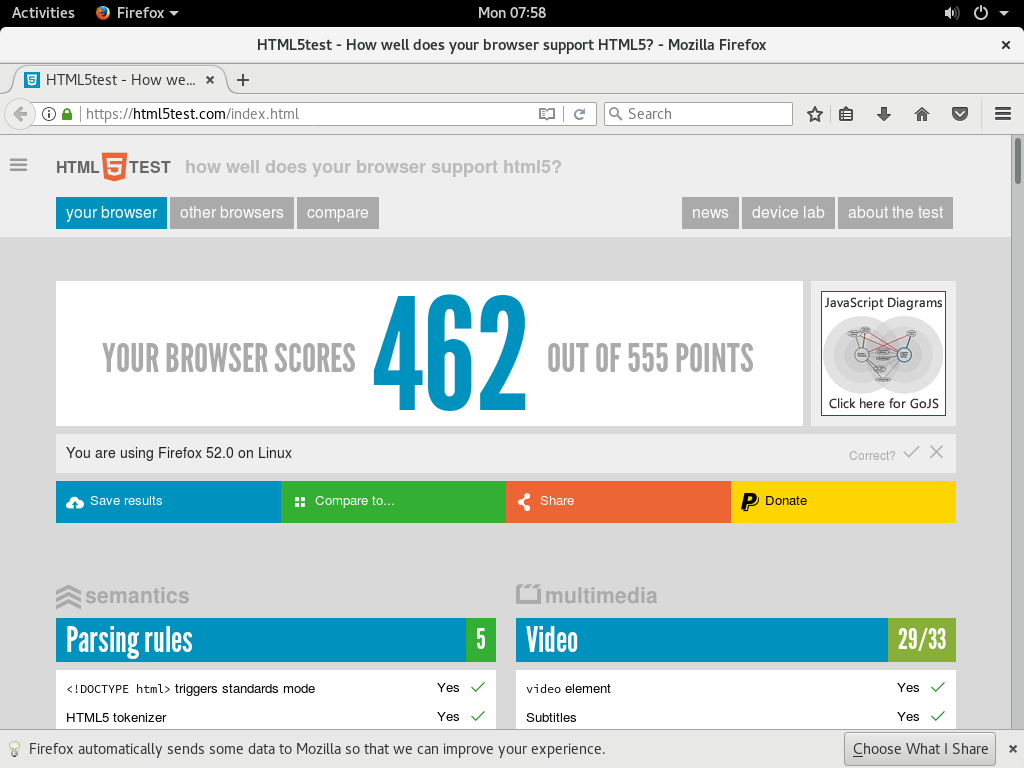 Activities Firefox Mon 07:58
HTML5test - How well does your browser support HTML5? - Mozilla Firefox
HTML5test - How we...
https://html5test.com/index.html Search
HTML 5 TEST how well does your browser support html5?
your browser other browsers compare news device lab about the test
JavaScript Diagrams
YOUR BROWSER SCORES 462 OUT OF 555 POINTS
Click here for GoJS
You are using Firefox 52.0 on Linux Correct?
Save results Compare to... Share Donate
semantics multimedia
Parsing rules 5 Video 29/33
<!DOCTYPE html> triggers standards mode Yes video element Yes
HTML5 tokenizer Yes Subtitles Yes
Firefox automatically sends some data to Mozilla so that we can improve your experience. Choose What I Share